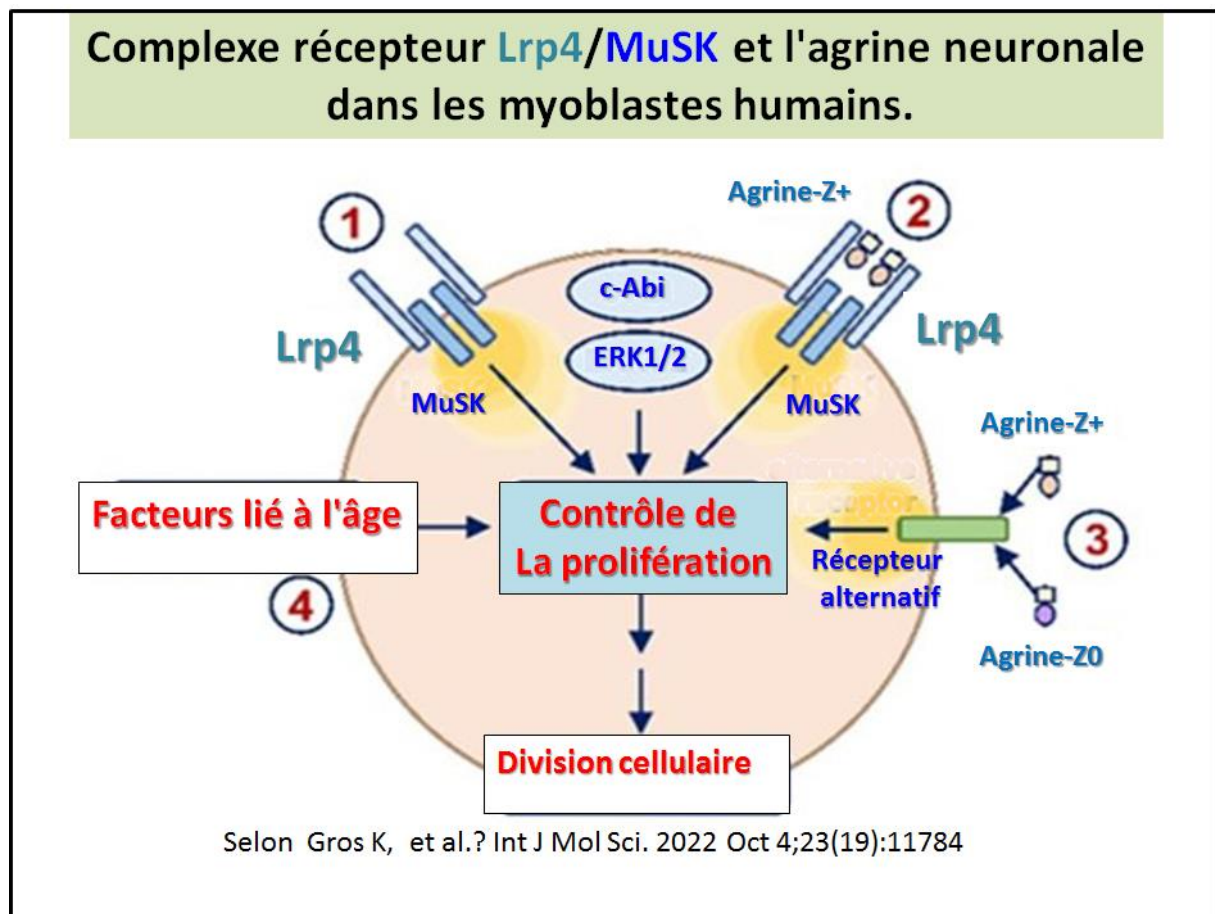 Complexe récepteur Lrp4/MuSK et l'agrine neuronale
dans les myoblastes humains.
1
Agrine-Z+
2
c-Abi
Lrp4
ERK1/2
Lrp4
MuSK
MuSK
Agrine-Z+
Facteurs lié à l'âge
Contrôle de
La prolifération
3
Récepteur
alternatif
4
Agrine-Z0
Division cellulaire
Selon Gros K, et al.? Int J Mol Sci. 2022 Oct 4;23(19):11784